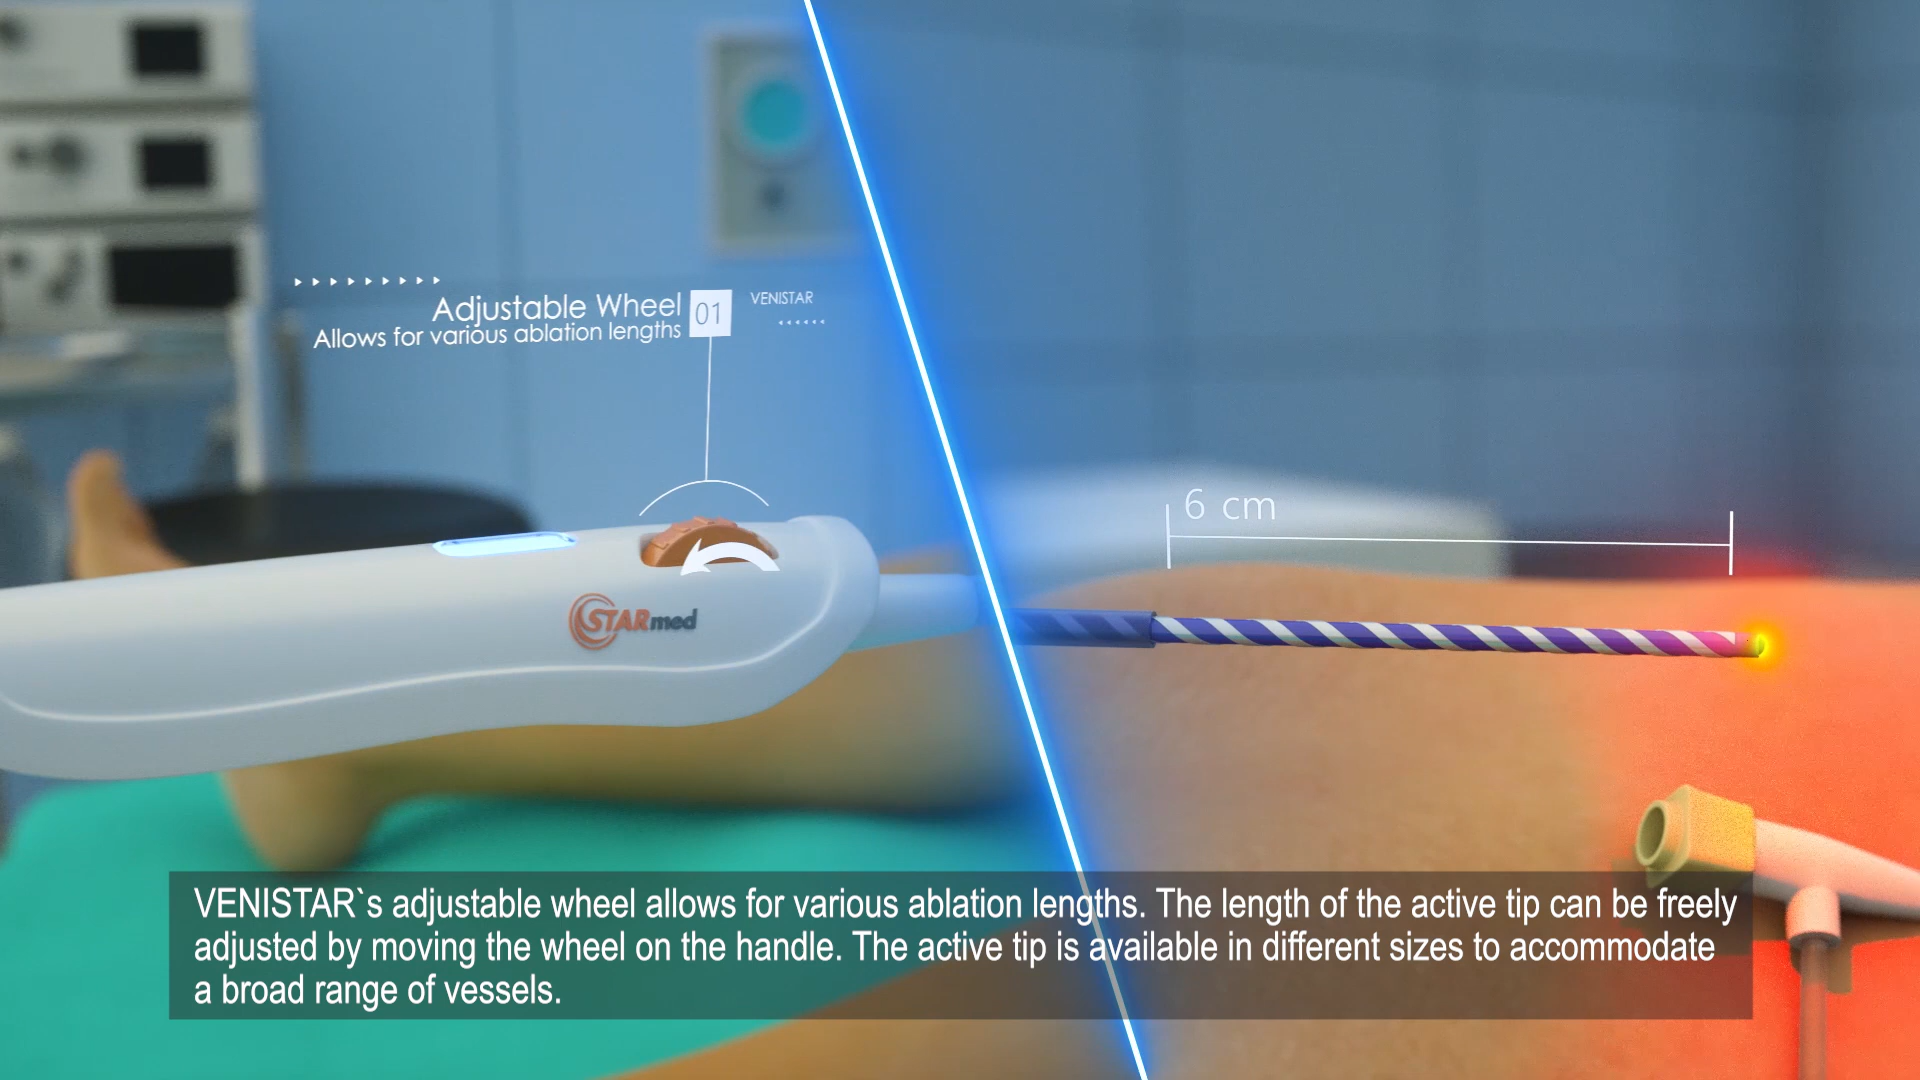 Adjustable Wheel
Allows for various ablation lengths
01
VENISTAR
6 cm
STARmed
VENISTAR`s adjustable wheel allows for various ablation lengths. The length of the active tip can be freely
adjusted by moving the wheel on the handle. The active tip is available in different sizes to accommodate
a broad range of vessels.